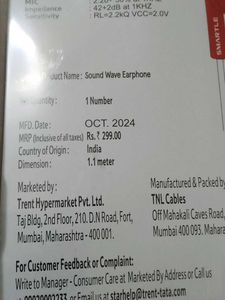 MIC
Impedance
Sensitivity
: 42+2dB at 1KHZ
: RL=2.2kΩ VCC=2.0V
SMARTLE
Product Name: Sound Wave Earphone
Quantity: 1 Number
MFD. Date: OCT. 2024
MRP (Inclusive of all taxes) Rs. ₹ 299.00
Country of Origin: India
Dimension: 1.1 meter
Marketed by:
Trent Hypermarket Pvt. Ltd.
Taj Bldg, 2nd Floor, 210. D.N Road, Fort,
Mumbai, Maharashtra - 400 001.
Manufactured & Packed by
TNL Cables
Off Mahakali Caves Road,
Mumbai 400 093. Mahara
For Customer Feedback or Complaint:
Write to Manager - Consumer Care at Marketed By Address or Call us
or Email us at starhelp@trent-tata.com